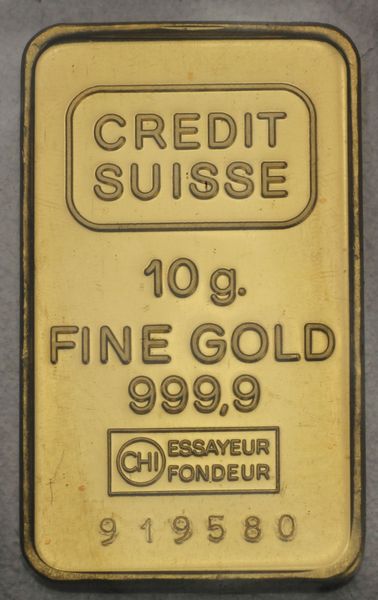 CREDIT
SUISSE
10 g.
FINE GOLD
999,9
CHI ESSAYEUR
FONDEUR
919580